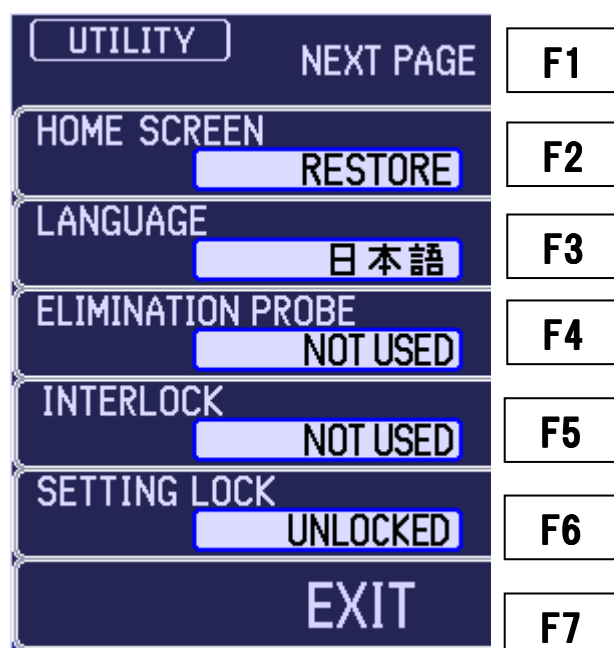 UTILITY
NEXT PAGE F1
HOME SCREEN
RESTORE F2
LANGUAGE
日本語 F3
ELIMINATION PROBE
NOT USED F4
INTERLOCK
NOT USED F5
SETTING LOCK
UNLOCKED F6
EXIT F7